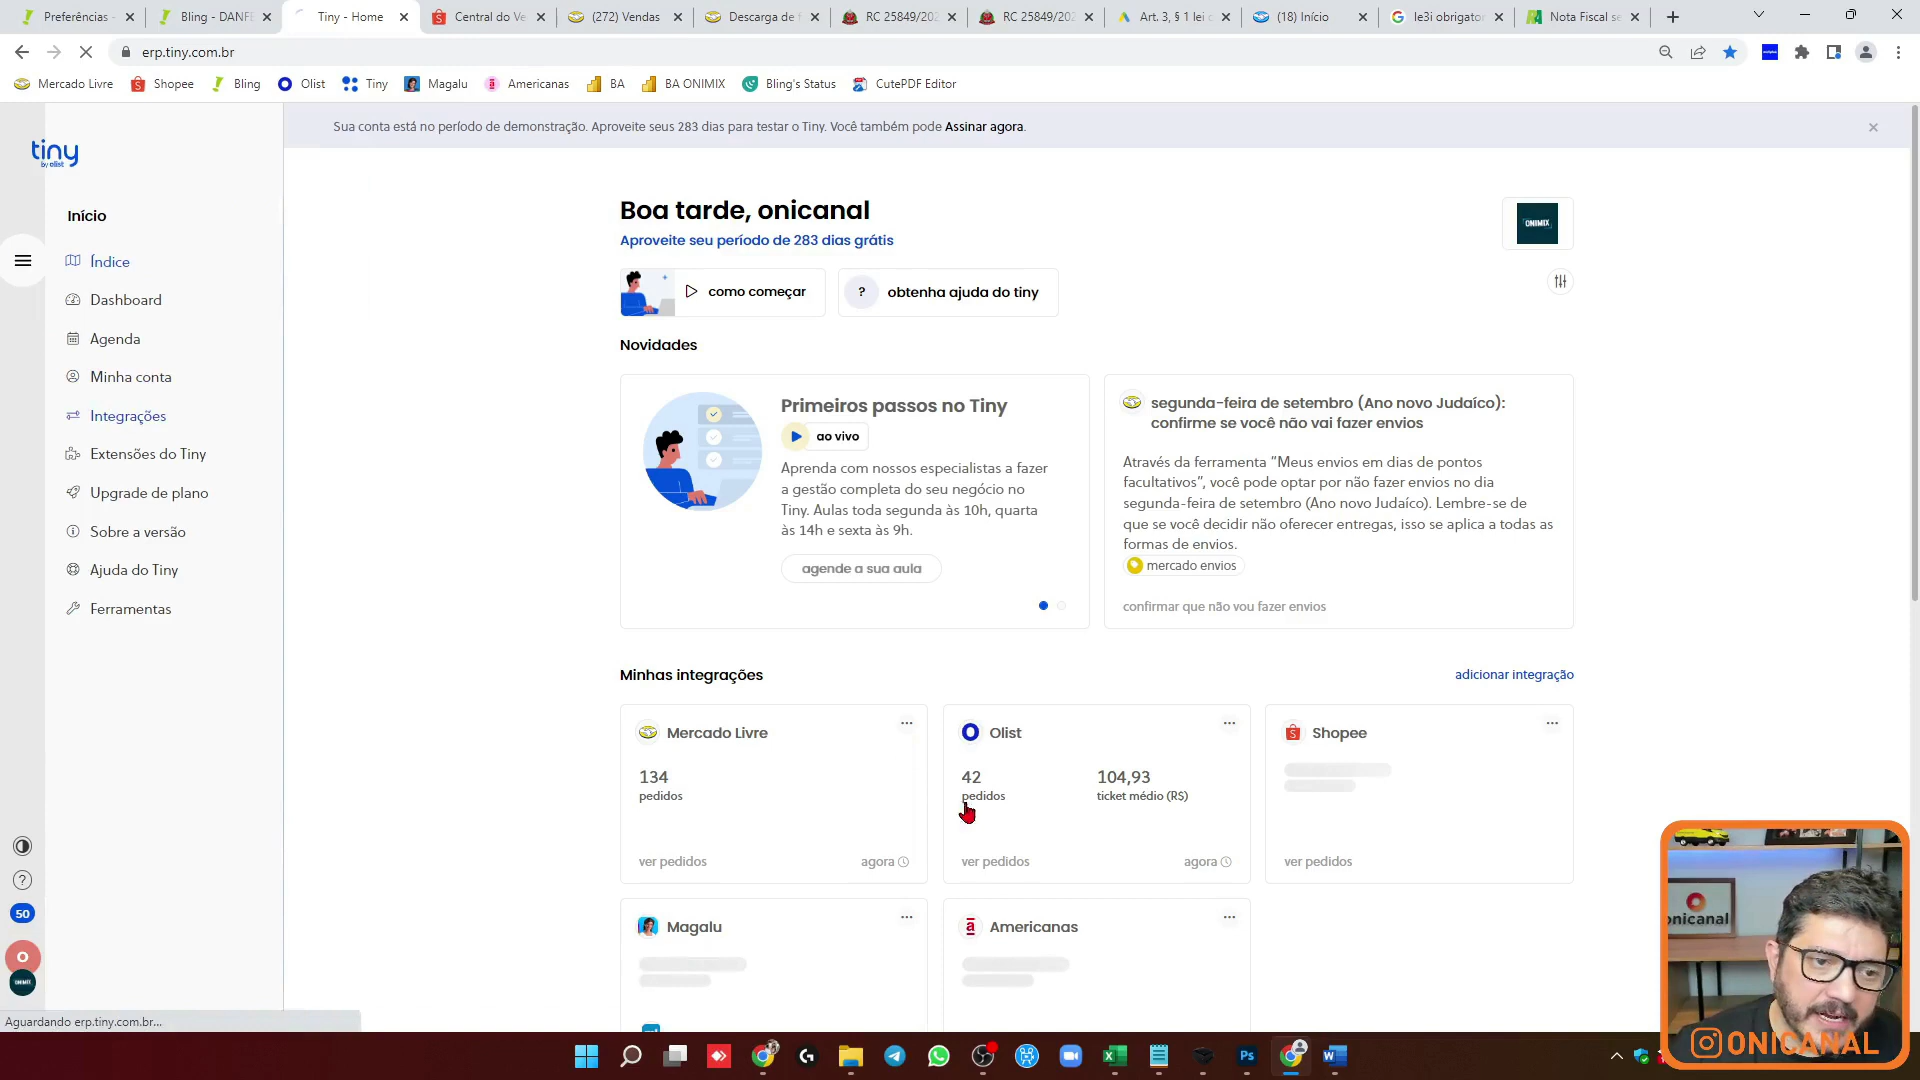 Preferências -
Bling - DANFE
Tiny - Home
Central do Ve
(272) Vendas
Descarga de f
RC 25849/202
RC 25849/202
Art. 3, § 1 lei c
(18) Início
Ie3i obrigator
Nota Fiscal se
erp.tiny.com.br
Mercado Livre
Shopee
Bling
Olist
Tiny
Magalu
Americanas
BA
BA ONIMIX
Bling's Status
CutePDF Editor
Sua conta está no período de demonstração. Aproveite seus 283 dias para testar o Tiny. Você também pode Assinar agora.
tiny
by olist
Início
Índice
Dashboard
Agenda
Minha conta
Integrações
Extensões do Tiny
Upgrade de plano
Sobre a versão
Ajuda do Tiny
Ferramentas
50
O
ONIMIX
Boa tarde, onicanal
Aproveite seu período de 283 dias grátis
ONIMIX
como começar
? obtenha ajuda do tiny
Novidades
Primeiros passos no Tiny
ao vivo
Aprenda com nossos especialistas a fazer
a gestão completa do seu negócio no
Tiny. Aulas toda segunda às 10h, quarta
às 14h e sexta às 9h.
agende a sua aula
segunda-feira de setembro (Ano novo Judaíco):
confirme se você não vai fazer envios
Através da ferramenta "Meus envios em dias de pontos
facultativos", você pode optar por não fazer envios no dia
segunda-feira de setembro (Ano novo Judaíco). Lembre-se de
que se você decidir não oferecer entregas, isso se aplica a todas as
formas de envios.
mercado envios
confirmar que não vou fazer envios
Minhas integrações
adicionar integração
Mercado Livre
134
pedidos
ver pedidos
agora
Olist
42
pedidos
104,93
ticket médio (R$)
ver pedidos
agora
Shopee
ver pedidos
Magalu
Americanas
Aguardando erp.tiny.com.br...
onicanal
ONICANAL